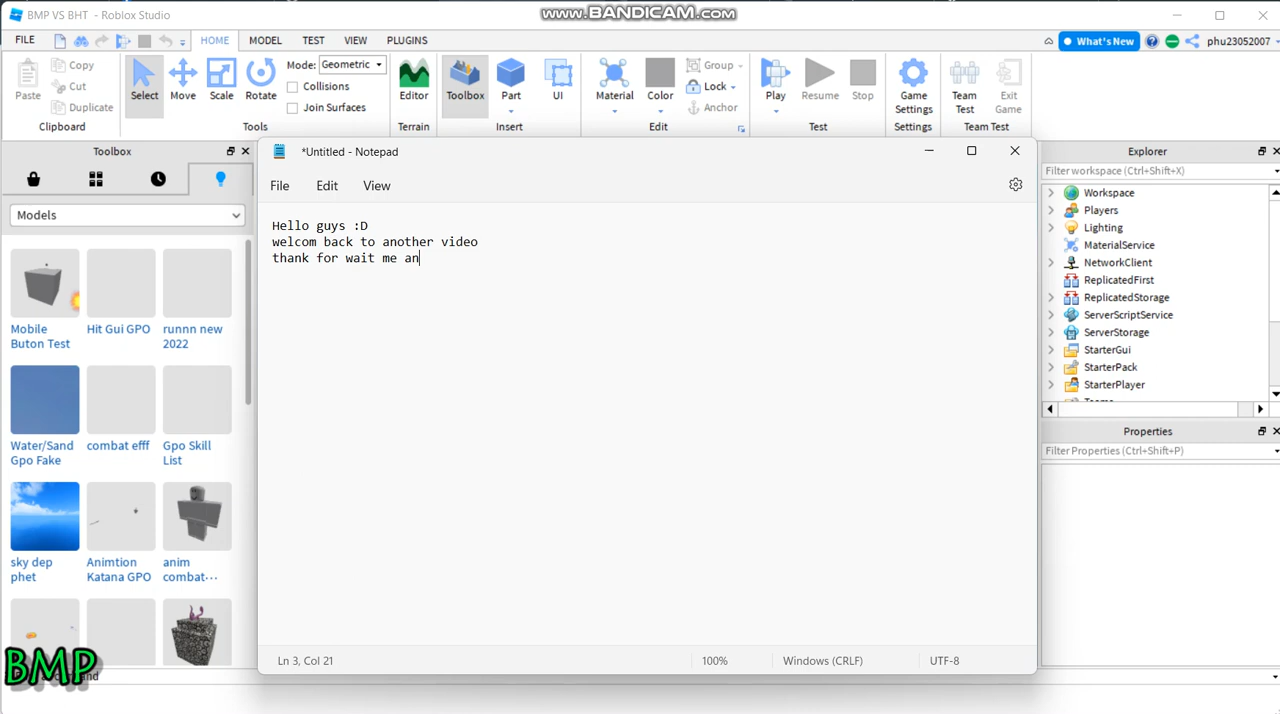 www.BANDICAM.com
BMP VS BHT - Roblox Studio
FILE
HOME
MODEL
TEST
VIEW
PLUGINS
What's New
phu23052007
Paste
Copy
Cut
Duplicate
Clipboard
Select
Move
Scale
Rotate
Mode: Geometric
Collisions
Join Surfaces
Tools
Editor
Terrain
Toolbox
Part
UI
Insert
Material
Color
Group
Lock
Anchor
Edit
Play
Resume
Stop
Test
Game
Settings
Settings
Team
Test
Exit
Game
Team Test
Toolbox
Models
Mobile
Buton Test
Hit Gui GPO
runnn new
2022
Water/Sand
Gpo Fake
combat efff
Gpo Skill
List
sky dep
phet
Animtion
Katana GPO
anim
combat···
BMP
*Untitled - Notepad
File
Edit
View
Hello guys :D
welcom back to another video
thank for wait me an
Ln 3, Col 21
100%
Windows (CRLF)
UTF-8
Explorer
Filter workspace (Ctrl+Shift+X)
Workspace
Players
Lighting
MaterialService
NetworkClient
ReplicatedFirst
ReplicatedStorage
ServerScriptService
ServerStorage
StarterGui
StarterPack
StarterPlayer
Properties
Filter Properties (Ctrl+Shift+P)